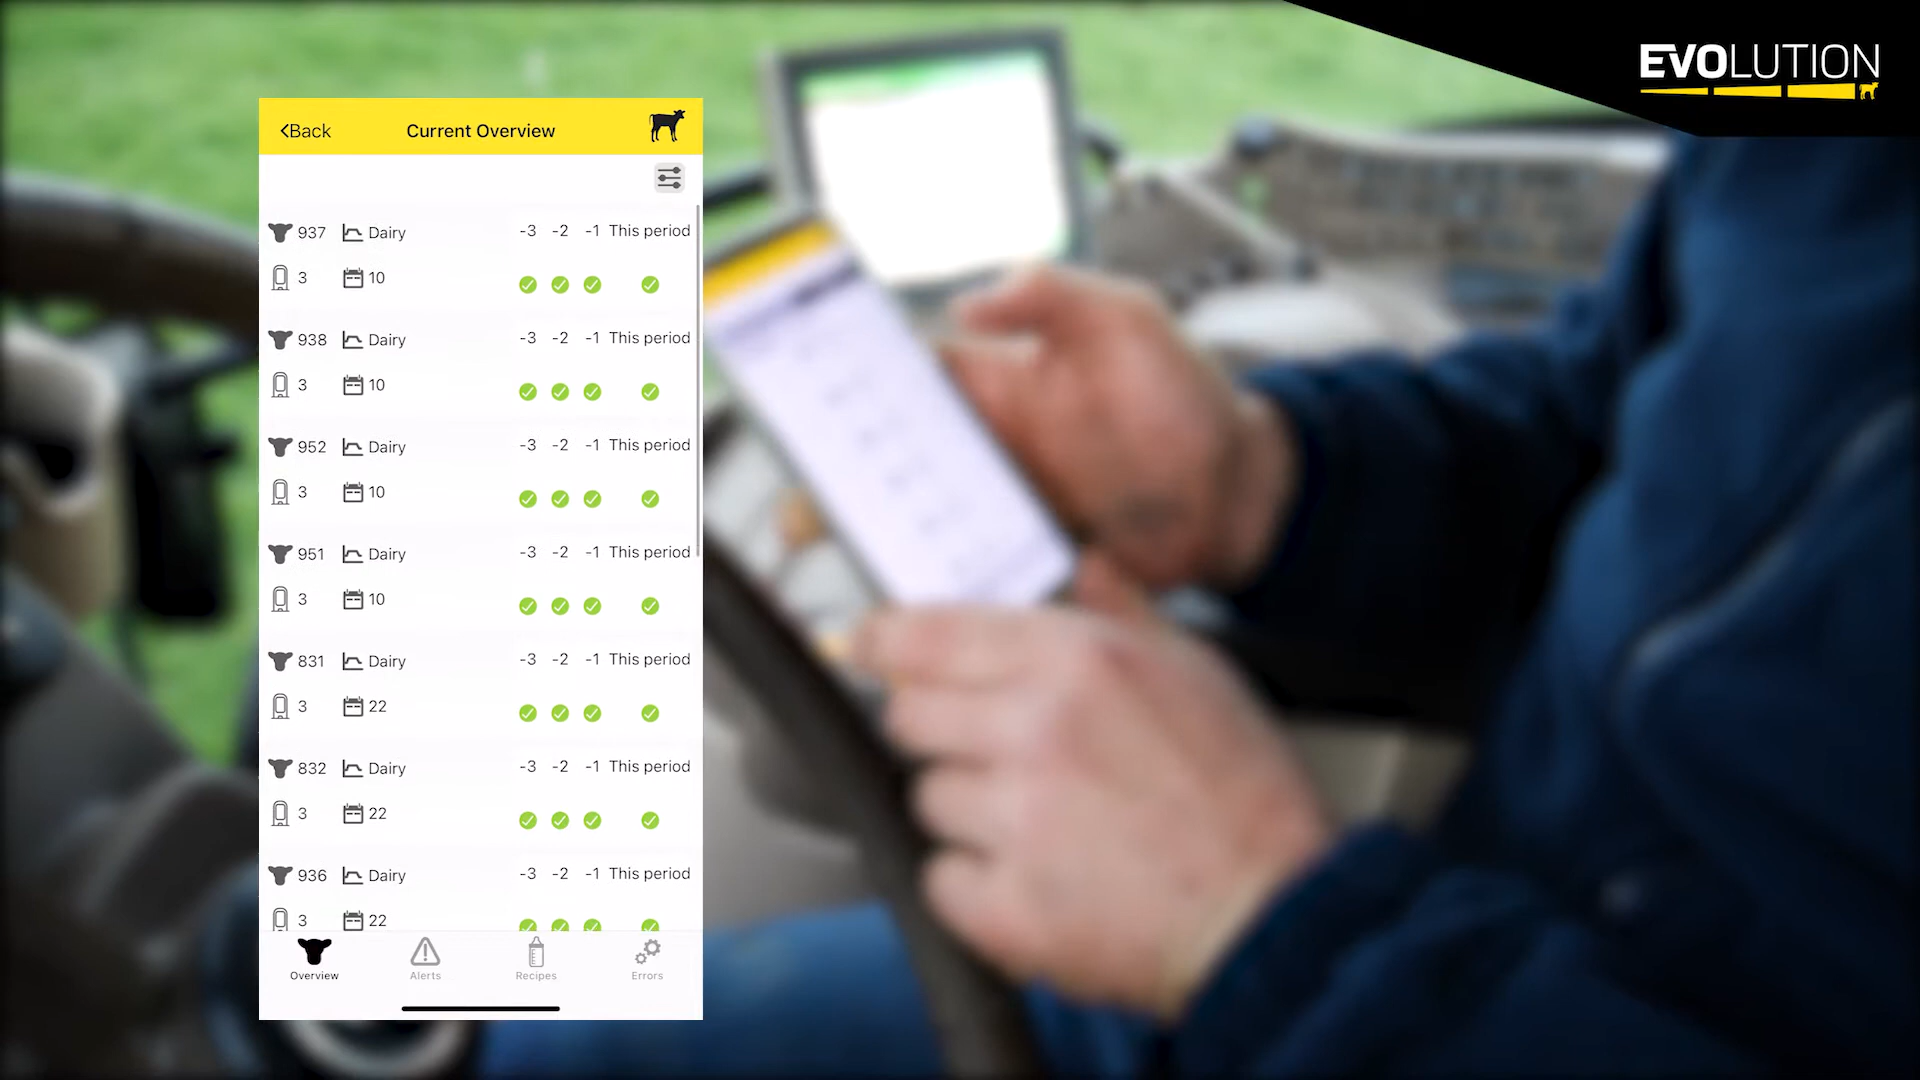 EVOLUTION
<Back Current Overview
937 Dairy -3 -2 -1 This period
3 10
938 Dairy -3 -2 -1 This period
3 10
952 Dairy -3 -2 -1 This period
3 10
951 Dairy -3 -2 -1 This period
3 10
831 Dairy -3 -2 -1 This period
3 22
832 Dairy -3 -2 -1 This period
3 22
936 Dairy -3 -2 -1 This period
3 22
Overview Alerts Recipes Errors